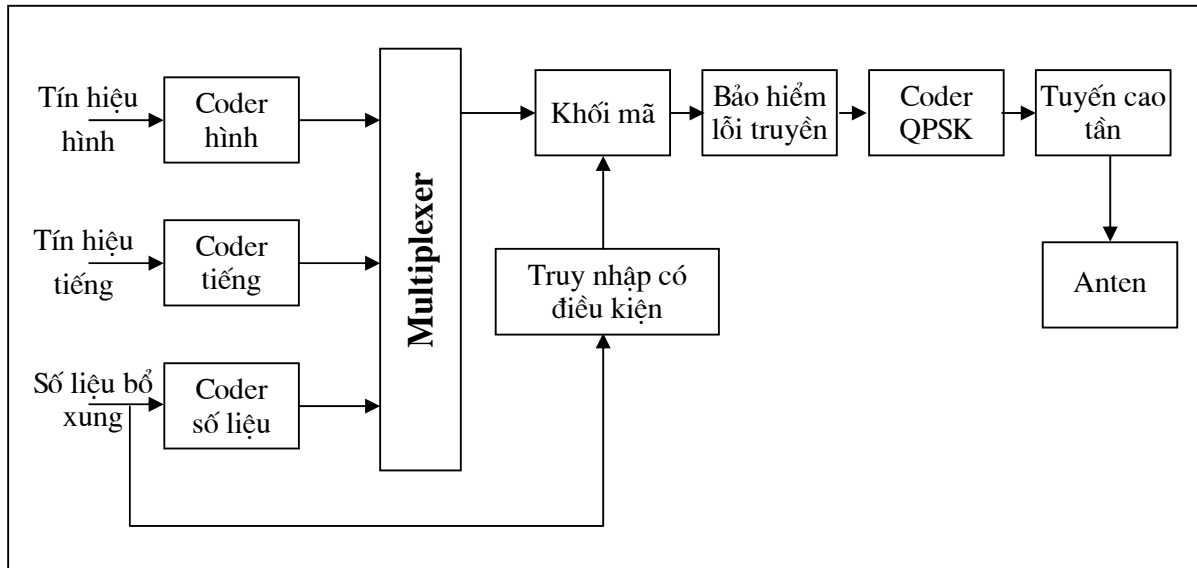 Tín hiệu
hình
Coder
hình
Tín hiệu
tiếng
Coder
tiếng
Số liệu bổ
xung
Coder
số liệu
Multiplexer
Khối mã
Bảo hiểm
lỗi truyền
Coder
QPSK
Tuyến cao
tần
Truy nhập có
điều kiện
Anten